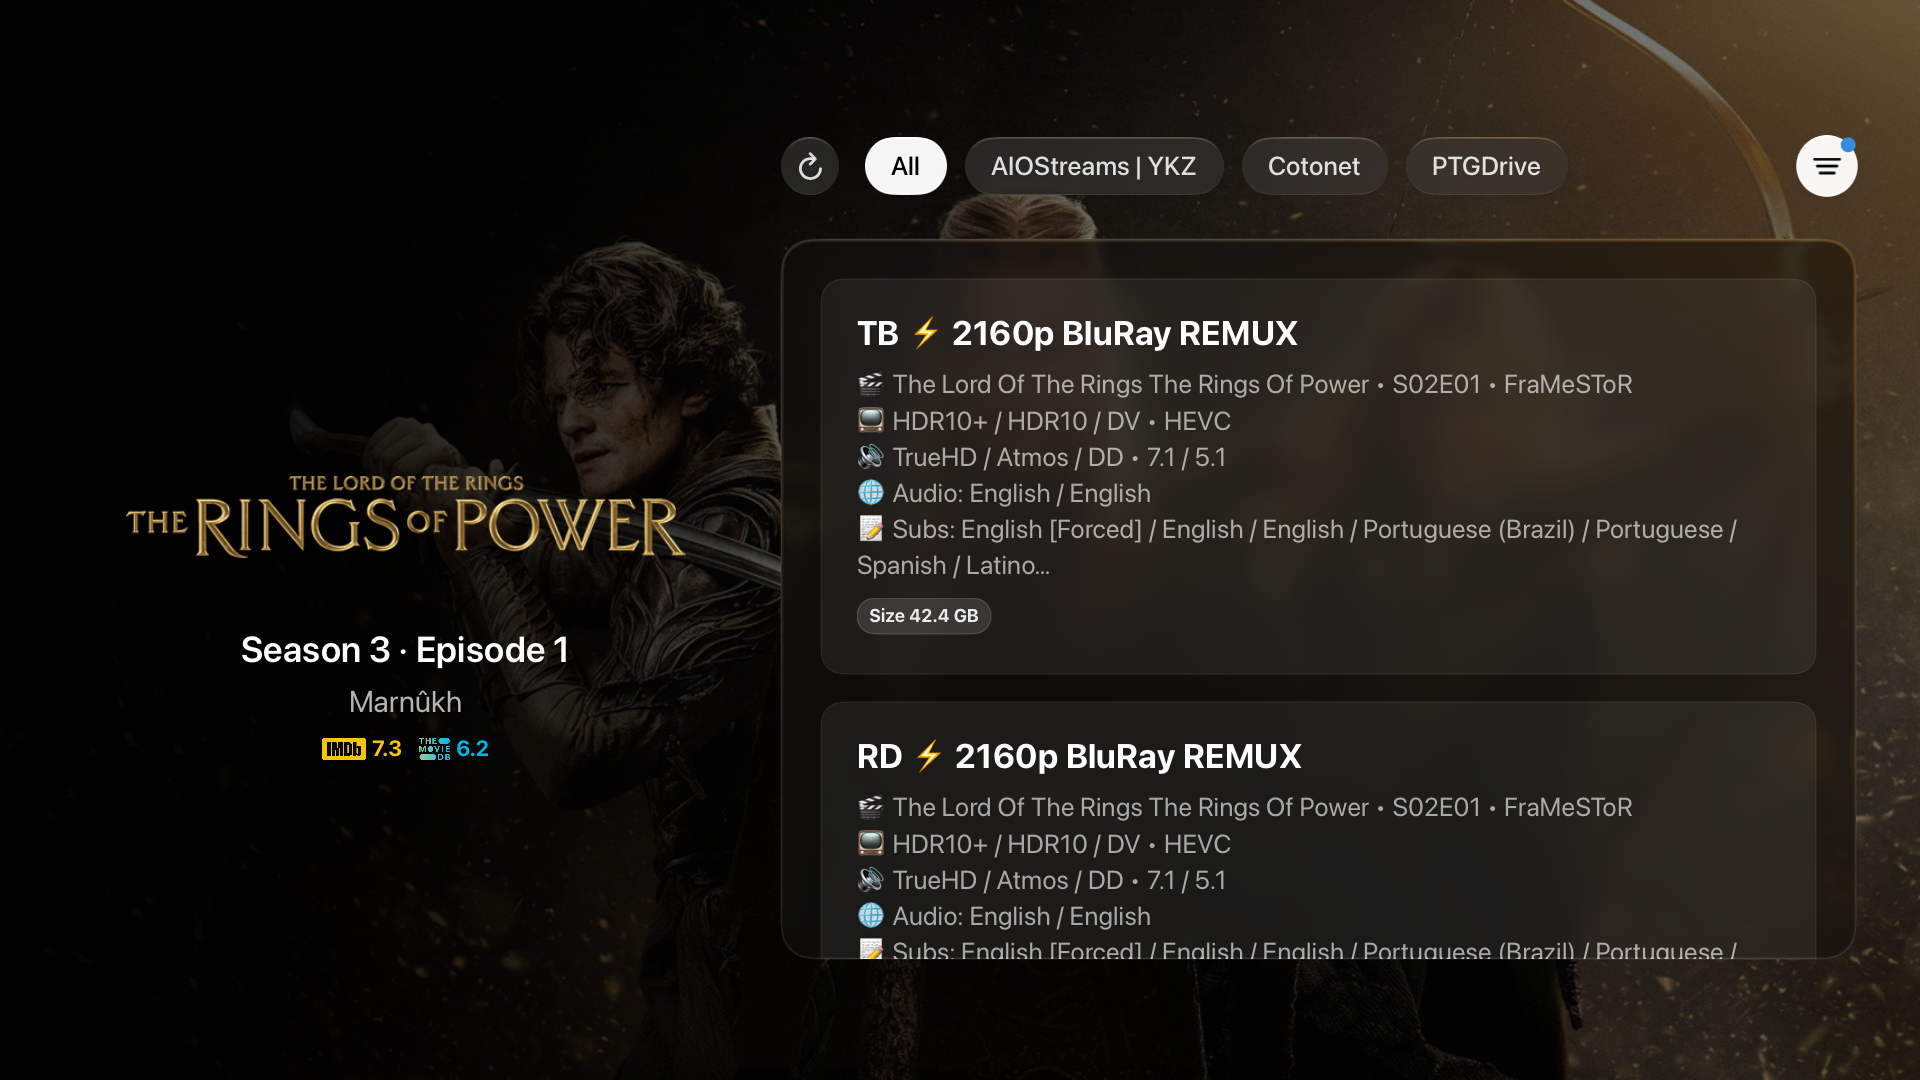 All
AIOStreams | YKZ
Cotonet
PTGDrive
THE LORD OF THE RINGS
THE RINGS OF POWER
Season 3 · Episode 1
Marnûkh
IMDb 7.3 THE MOVIE DB 6.2
TB ⚡ 2160p BluRay REMUX
🎬 The Lord Of The Rings The Rings Of Power • S02E01 • FraMeSToR
📺 HDR10+ / HDR10 / DV • HEVC
🔊 TrueHD / Atmos / DD • 7.1 / 5.1
🌐 Audio: English / English
📝 Subs: English [Forced] / English / English / Portuguese (Brazil) / Portuguese /
Spanish / Latino...
Size 42.4 GB
RD ⚡ 2160p BluRay REMUX
🎬 The Lord Of The Rings The Rings Of Power • S02E01 • FraMeSToR
📺 HDR10+ / HDR10 / DV • HEVC
🔊 TrueHD / Atmos / DD • 7.1 / 5.1
🌐 Audio: English / English
📝 Subs: English [Forced] / English / English / Portuguese (Brazil) / Portuguese /